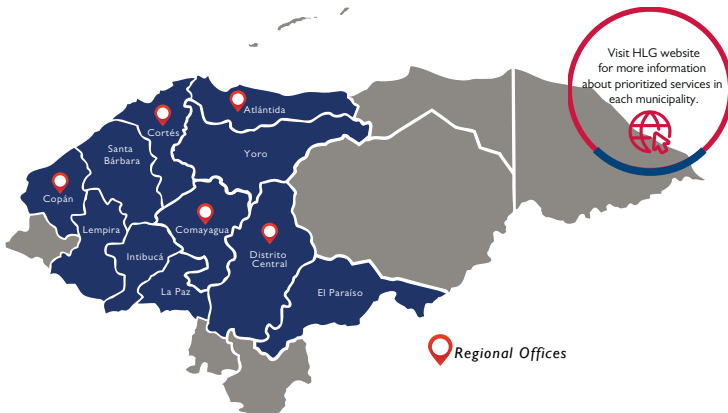 Visit HLG website
for more information
about prioritized services in
each municipality.
Atlántida
Cortés
Santa
Bárbara
Yoro
Copán
Lempira
Comayagua
Intibucá
Distrito
Central
La Paz
El Paraíso
Regional Offices